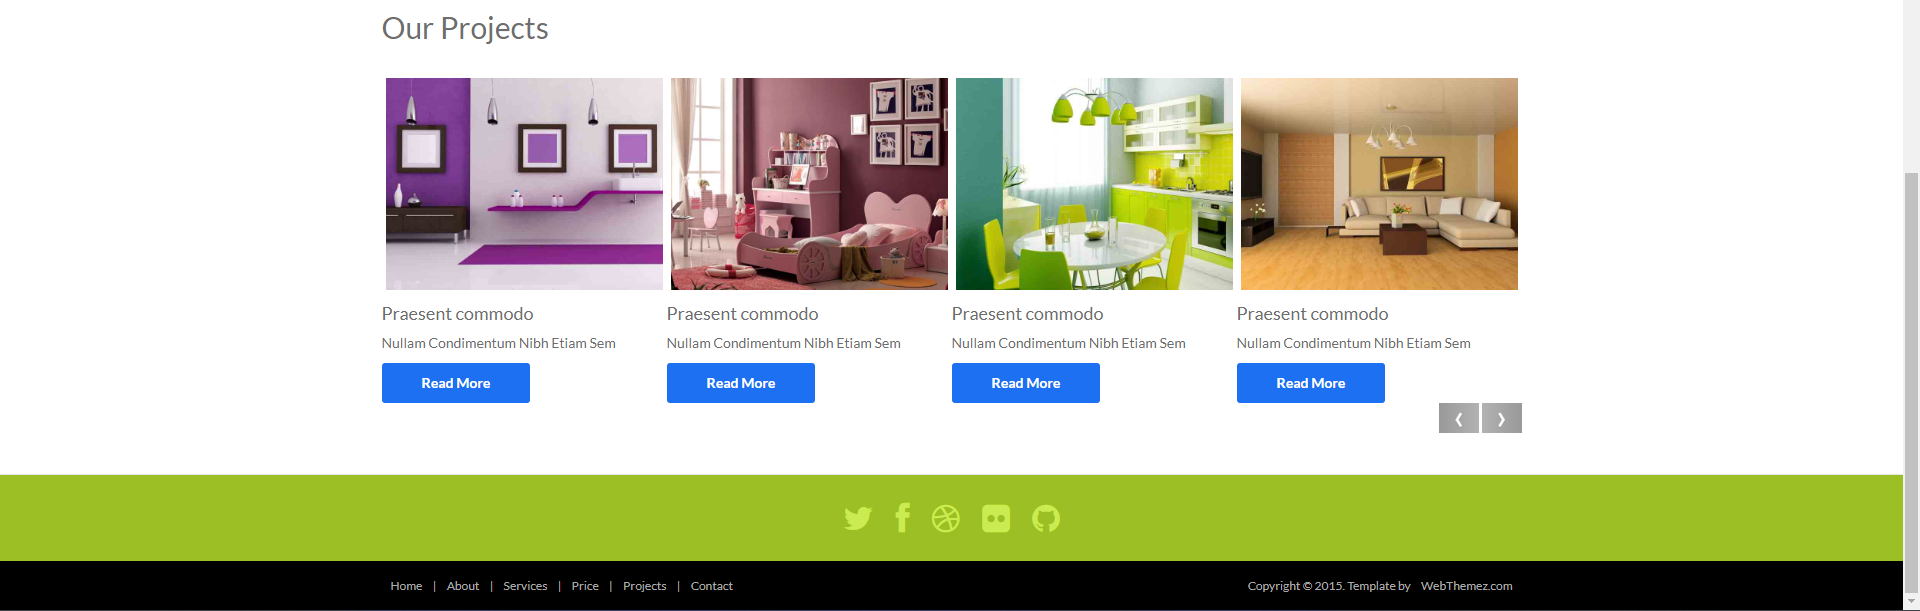 Our Projects
Praesent commodo
Nullam Condimentum Nibh Etiam Sem
Read More
Praesent commodo
Nullam Condimentum Nibh Etiam Sem
Read More
Praesent commodo
Nullam Condimentum Nibh Etiam Sem
Read More
Praesent commodo
Nullam Condimentum Nibh Etiam Sem
Read More
Home | About | Services | Price | Projects | Contact
Copyright © 2015. Template by WebThemez.com